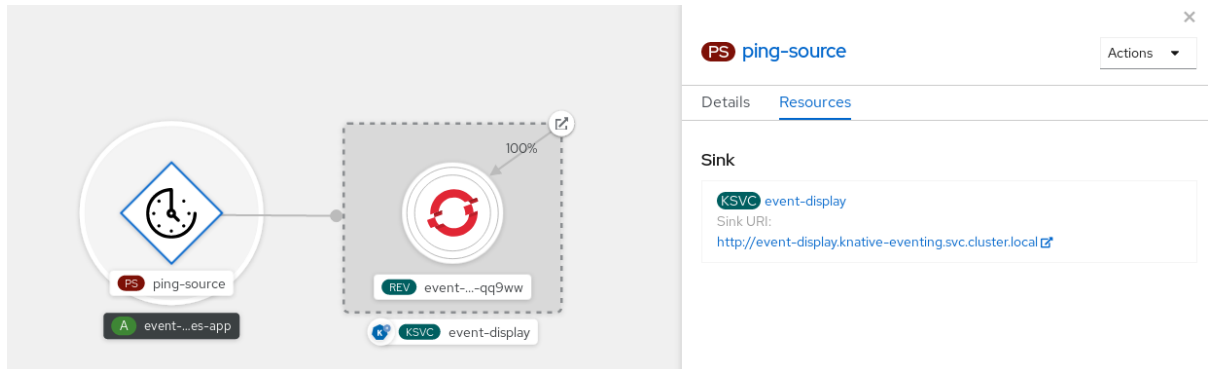 100%
PS ping-source
REV event-...-qq9ww
A event-...es-app
KSVC event-display
×
PS ping-source
Actions
Details Resources
Sink
KSVC event-display
Sink URI:
http://event-display.knative-eventing.svc.cluster.local